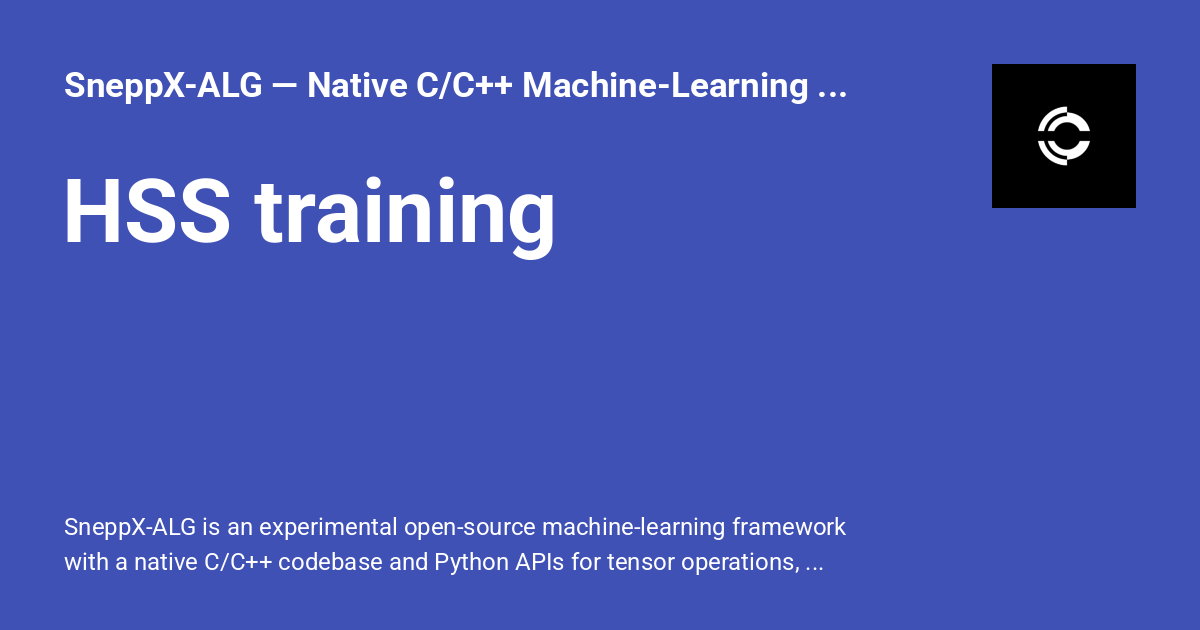 SneppX-ALG — Native C/C++ Machine-Learning ...
HSS training
SneppX-ALG is an experimental open-source machine-learning framework
with a native C/C++ codebase and Python APIs for tensor operations, ...